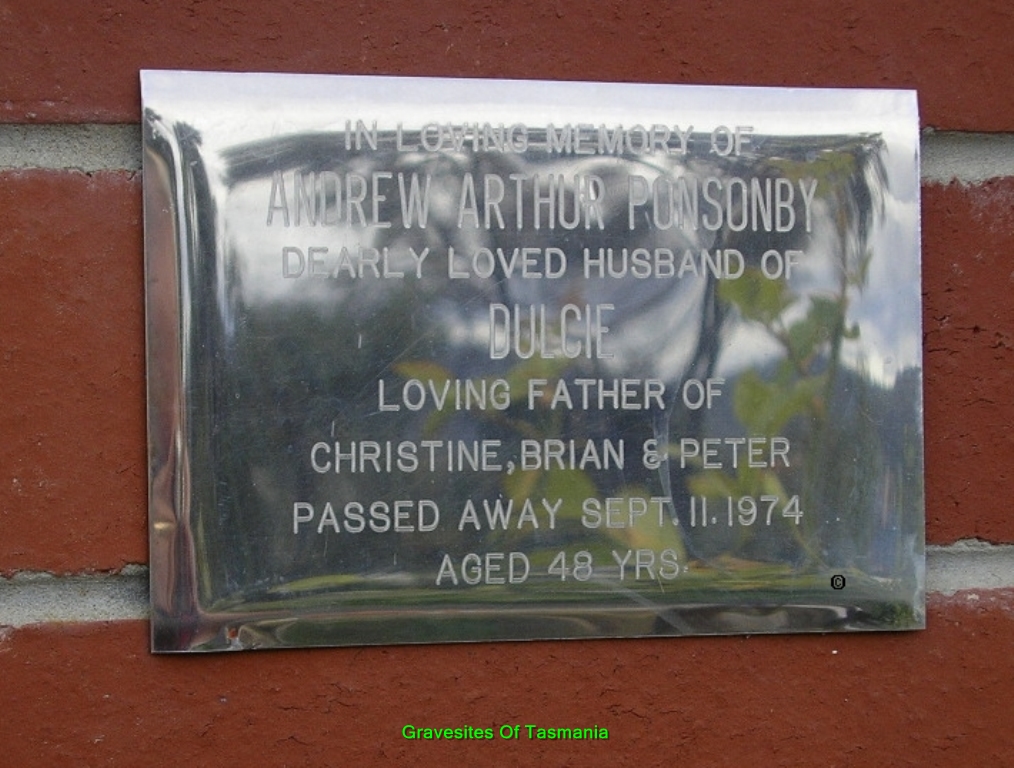 IN LOVING MEMORY OF
ANDREW ARTHUR PONSONBY
DEARLY LOVED HUSBAND OF
DULCIE
LOVING FATHER OF
CHRISTINE, BRIAN & PETER
PASSED AWAY SEPT. 11. 1974
AGED 48 YRS.
©
Gravesites Of Tasmania